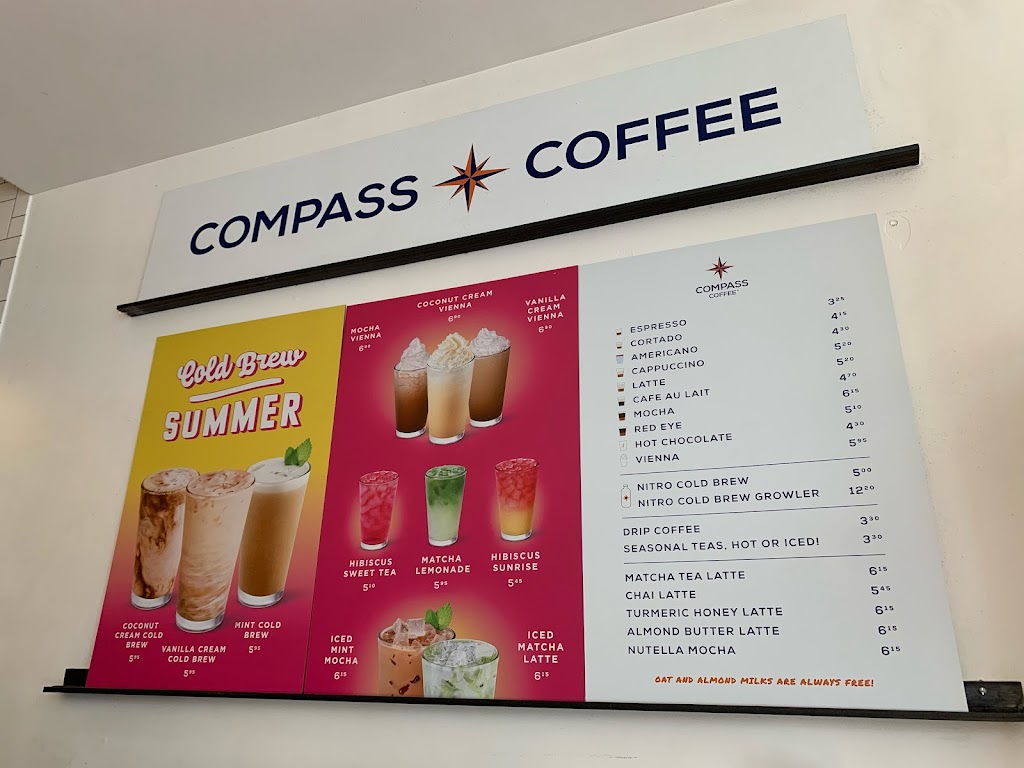 COMPASS COFFEE
Cold Brew
SUMMER
COCONUT
CREAM COLD
BREW
5⁹⁵
VANILLA CREAM
COLD BREW
5⁹⁵
MINT COLD
BREW
5⁹⁵
MOCHA
VIENNA
COCONUT CREAM
VIENNA
6⁹⁰
VANILLA
CREAM
VIENNA
6⁹⁰
HIBISCUS
SWEET TEA
5¹⁰
MATCHA
LEMONADE
5⁹⁵
HIBISCUS
SUNRISE
5⁴⁵
ICED
MINT
MOCHA
6¹⁵
ICED
MATCHA
LATTE
6¹⁵
COMPASS
COFFEE
ESPRESSO 3²⁵
CORTADO 4¹⁵
AMERICANO 4³⁰
CAPPUCCINO 5²⁰
LATTE 5²⁰
CAFE AU LAIT 4⁷⁰
MOCHA 6¹⁵
RED EYE 5¹⁰
HOT CHOCOLATE 4³⁰
VIENNA 5⁹⁵
NITRO COLD BREW 5⁰⁰
NITRO COLD BREW GROWLER 12²⁰
DRIP COFFEE 3³⁰
SEASONAL TEAS, HOT OR ICED! 3³⁰
MATCHA TEA LATTE 6¹⁵
CHAI LATTE 5⁴⁵
TURMERIC HONEY LATTE 6¹⁵
ALMOND BUTTER LATTE 6¹⁵
NUTELLA MOCHA 6¹⁵
OAT AND ALMOND MILKS ARE ALWAYS FREE!